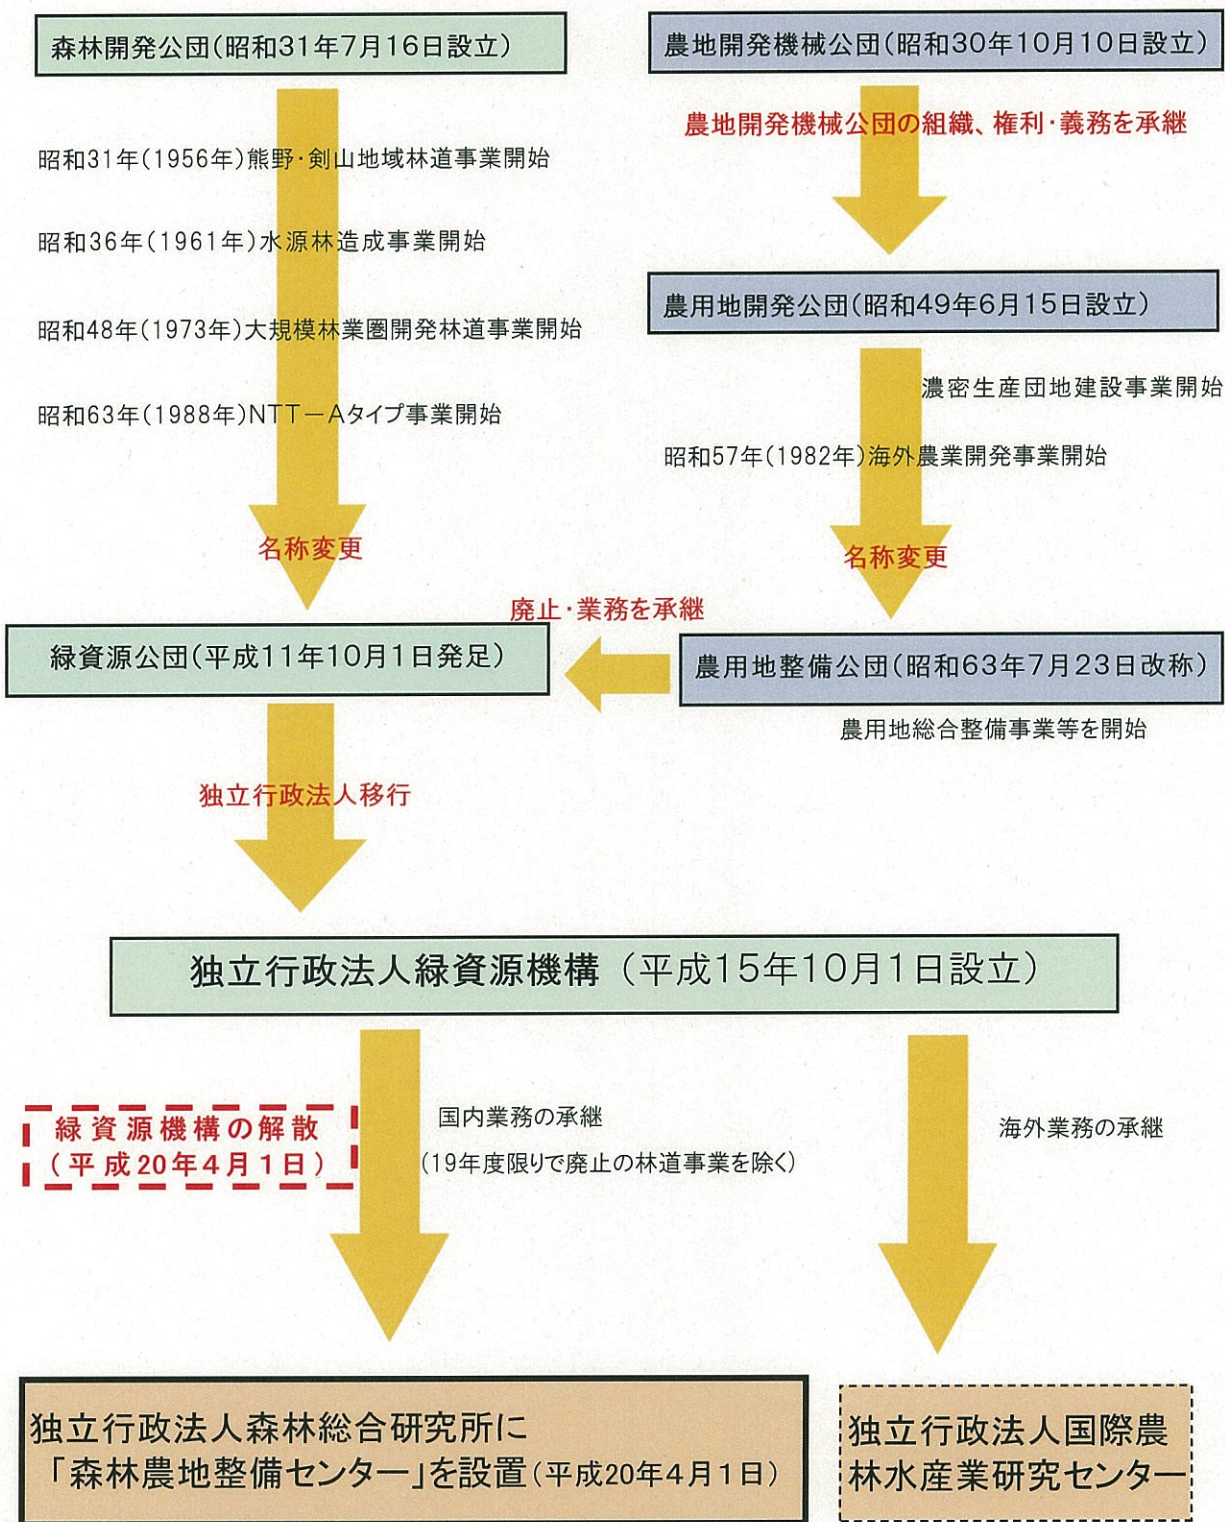 森林開発公団(昭和31年7月16日設立)
農地開発機械公団(昭和30年10月10日設立)
農地開発機械公団の組織、権利・義務を承継
昭和31年(1956年)熊野・剣山地域林道事業開始
昭和36年(1961年)水源林造成事業開始
昭和48年(1973年)大規模林業圏開発林道事業開始
昭和63年(1988年)NTT－Aタイプ事業開始
名称変更
農用地開発公団(昭和49年6月15日設立)
濃密生産団地建設事業開始
昭和57年(1982年)海外農業開発事業開始
名称変更
廃止・業務を承継
緑資源公団(平成11年10月1日発足)
農用地整備公団(昭和63年7月23日改称)
農用地総合整備事業等を開始
独立行政法人移行
独立行政法人緑資源機構（平成15年10月1日設立）
緑資源機構の解散
(平成20年4月1日)
国内業務の承継
(19年度限りで廃止の林道事業を除く)
海外業務の承継
独立行政法人森林総合研究所に
「森林農地整備センター」を設置(平成20年4月1日)
独立行政法人国際農
林水産業研究センター